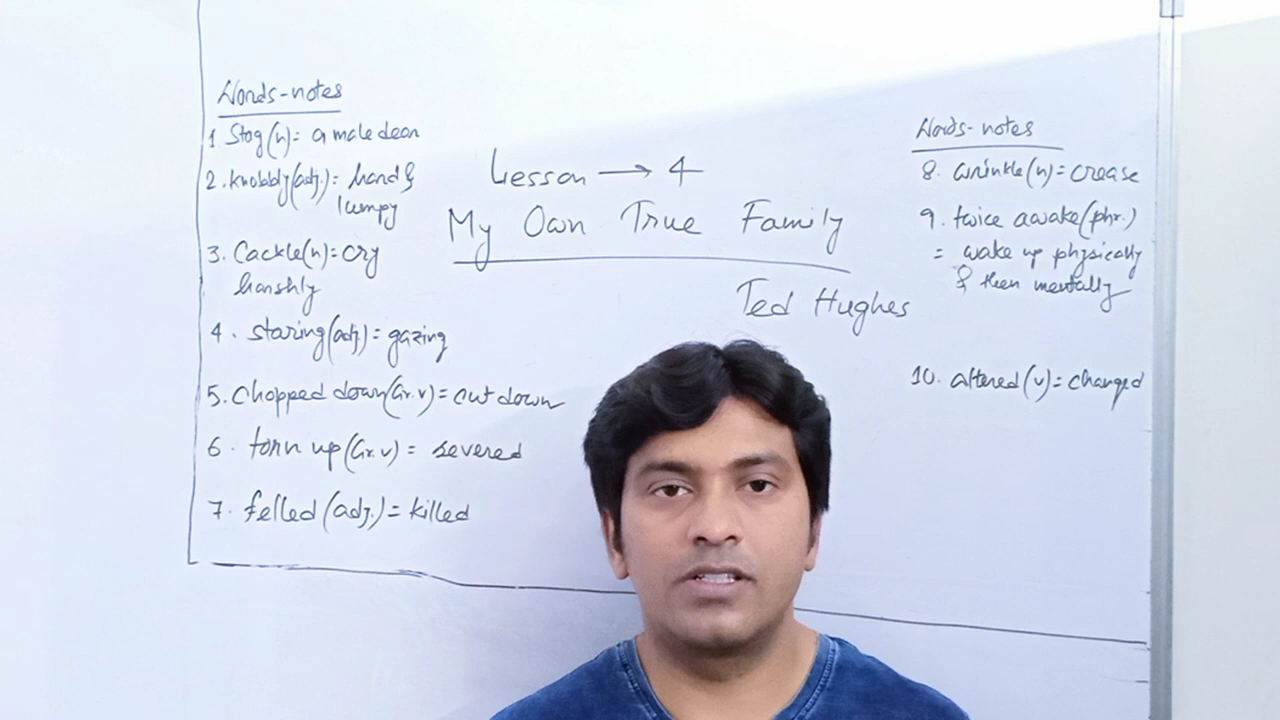 Words-notes
1 Stag(n)= a male deer
2. knobbly(adj.)= hard &
lumpy
3. Cackle(n)= cry
harshly
4. staring(adj.)= gazing
5. Chopped down(Gr.v)= cut down
6. torn up(Gr.v) = severed
7. felled (adj.)= killed
Lesson → 4
My Own True Family
Ted Hughes
Words-notes
8. wrinkle(n)= crease
9. twice awake(phr.)
= wake up physically
& then mentally
10. altered(v)= changed